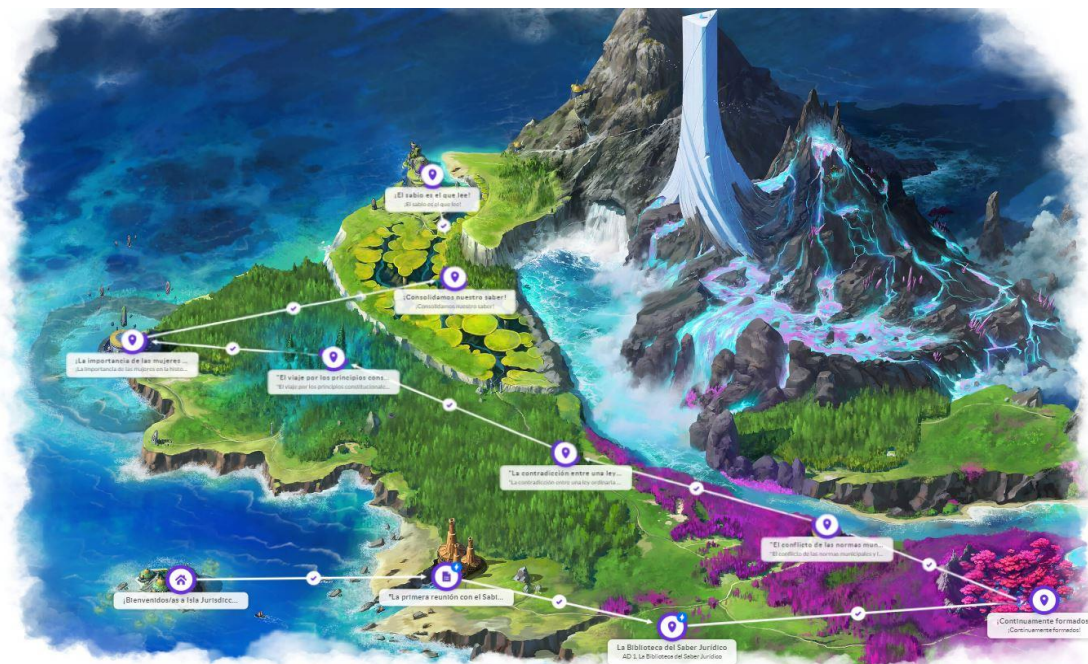 ¡El sabio es el que lee!
¡El sabio es el que lee!
¡Consolidamos nuestro saber!
¡Consolidamos nuestro saber!
¡La importancia de las mujeres ...
¡La importancia de las mujeres en la histo...
"El viaje por los principios cons...
"El viaje por los principios constitucionale...
"La contradicción entre una ley...
"La contradicción entre una ley ordinaria...
"El conflicto de las normas mun...
"El conflicto de las normas municipales y l...
¡Bienvenidos/as a Isla Jurisdicc...
"La primera reunión con el Sabi...
¡Continuamente formados
¡Continuamente formados!
La Biblioteca del Saber Jurídico
AD 1. La Biblioteca del Saber Jurídico